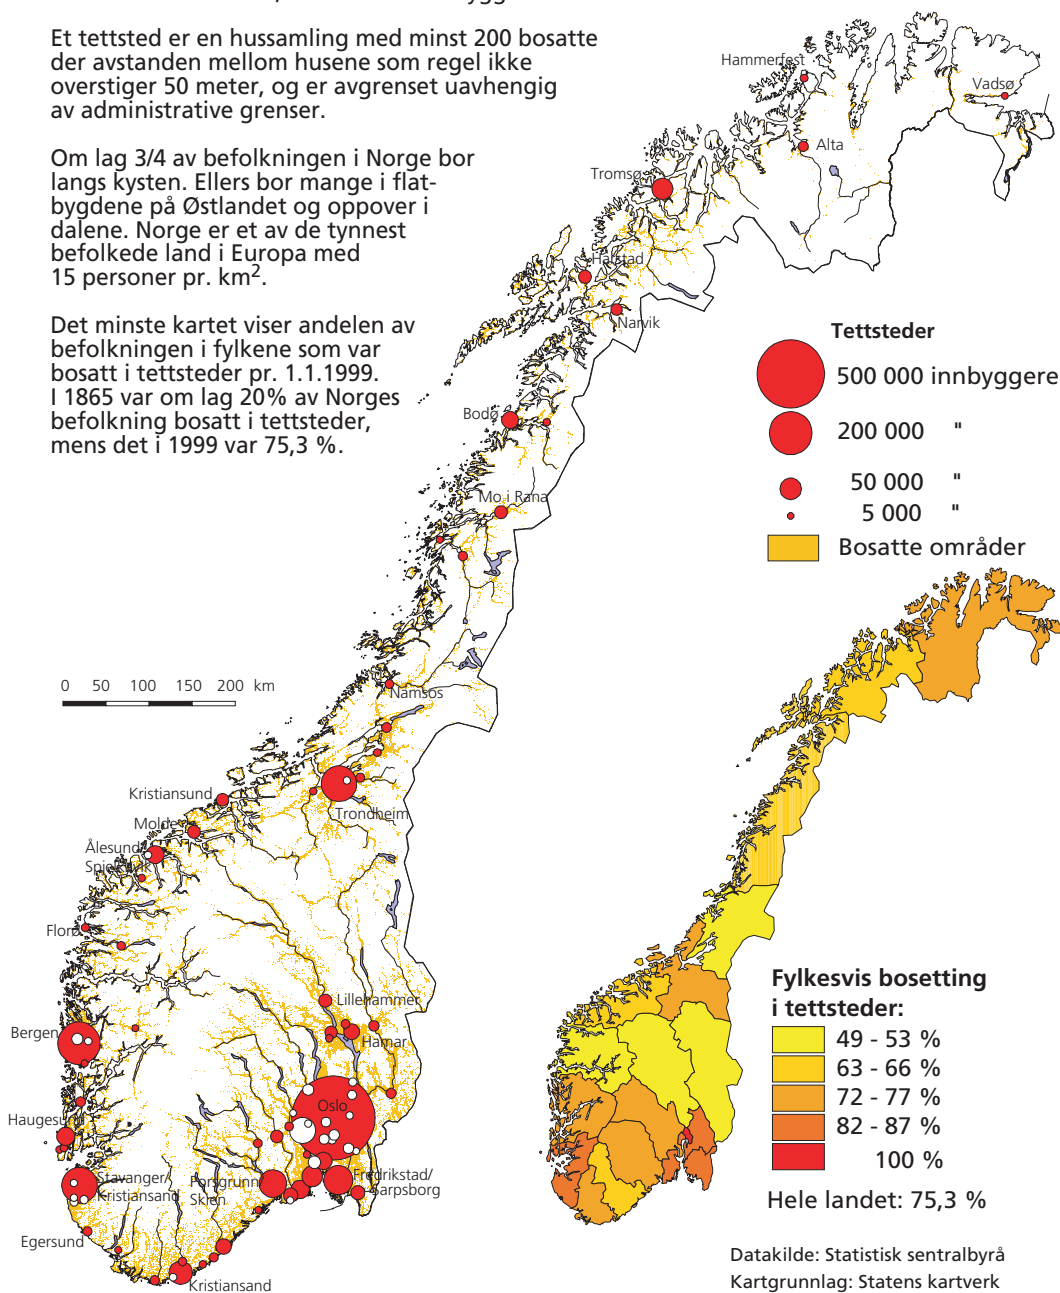 Et tettsted er en hussamling med minst 200 bosatte
der avstanden mellom husene som regel ikke
overstiger 50 meter, og er avgrenset uavhengig
av administrative grenser.
Om lag 3/4 av befolkningen i Norge bor
langs kysten. Ellers bor mange i flat-
bygdene på Østlandet og oppover i
dalene. Norge er et av de tynnest
befolkede land i Europa med
15 personer pr. km².
Det minste kartet viser andelen av
befolkningen i fylkene som var
bosatt i tettsteder pr. 1.1.1999.
I 1865 var om lag 20% av Norges
befolkning bosatt i tettsteder,
mens det i 1999 var 75,3 %.
Hammerfest
Vadsø
Alta
Tromsø
Harstad
Narvik
Bodø
Mo i Rana
Namsos
0 50 100 150 200 km
Kristiansund
Trondheim
Molde
Ålesund/
Spjelkavik
Florø
Lillehammer
Bergen
Hamar
Oslo
Haugesund
Stavanger/
Kristiansand
Porsgrunn/
Skien
Fredrikstad/
Sarpsborg
Egersund
Kristiansand
Tettsteder
500 000 innbyggere
200 000 "
50 000 "
5 000 "
Bosatte områder
Fylkesvis bosetting
i tettsteder:
49 - 53 %
63 - 66 %
72 - 77 %
82 - 87 %
100 %
Hele landet: 75,3 %
Datakilde: Statistisk sentralbyrå
Kartgrunnlag: Statens kartverk